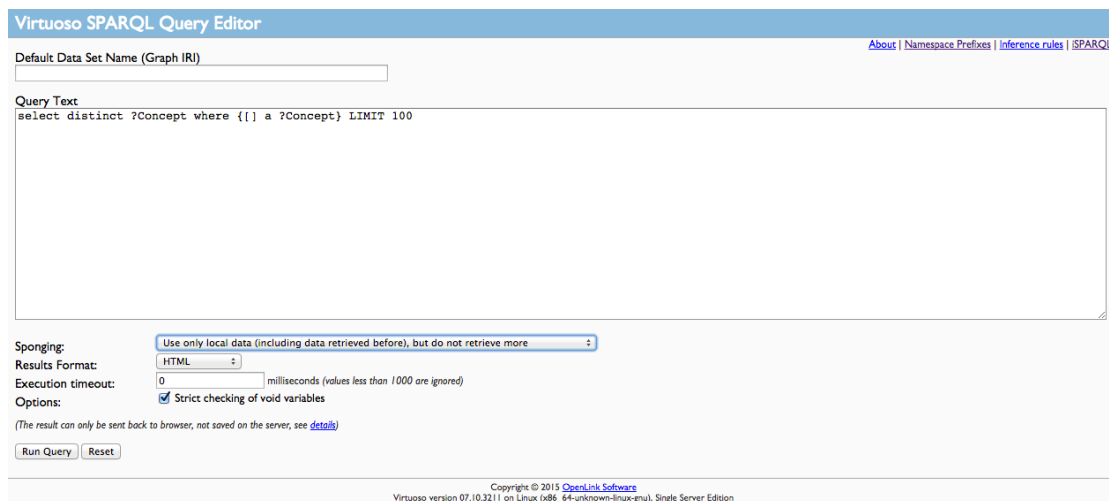 Virtuoso SPARQL Query Editor
About | Namespace Prefixes | Inference rules | iSPARQL
Default Data Set Name (Graph IRI)
Query Text
select distinct ?Concept where {[] a ?Concept} LIMIT 100
Sponging: Use only local data (including data retrieved before), but do not retrieve more
Results Format: HTML
Execution timeout: 0 milliseconds (values less than 1000 are ignored)
Options: Strict checking of void variables
(The result can only be sent back to browser, not saved on the server, see details)
Run Query Reset
Copyright © 2015 OpenLink Software
Virtuoso version 07.10.3211 on Linux (x86_64-unknown-linux-gnu), Single Server Edition